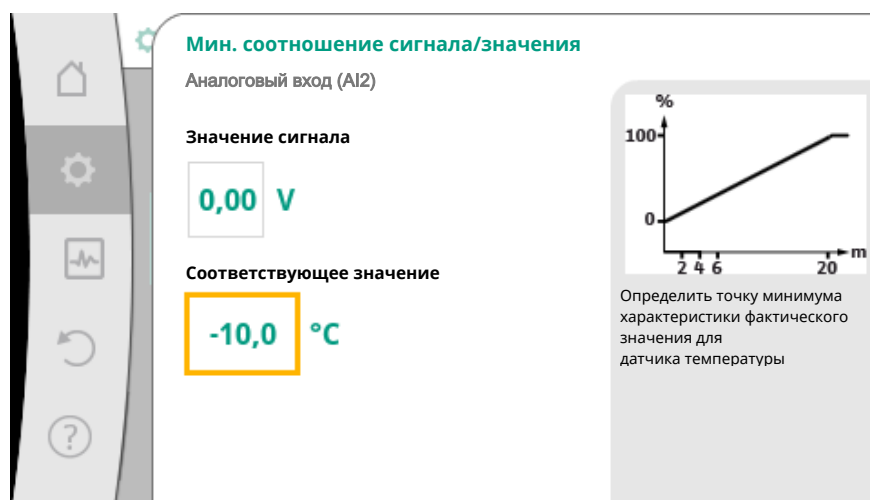 Мин. соотношение сигнала/значения
Аналоговый вход (AI2)
Значение сигнала
0,00 V
Соответствующее значение
-10,0 °C
%
100
0
2 4 6 20 m
Определить точку минимума
характеристики фактического
значения для
датчика температуры
?